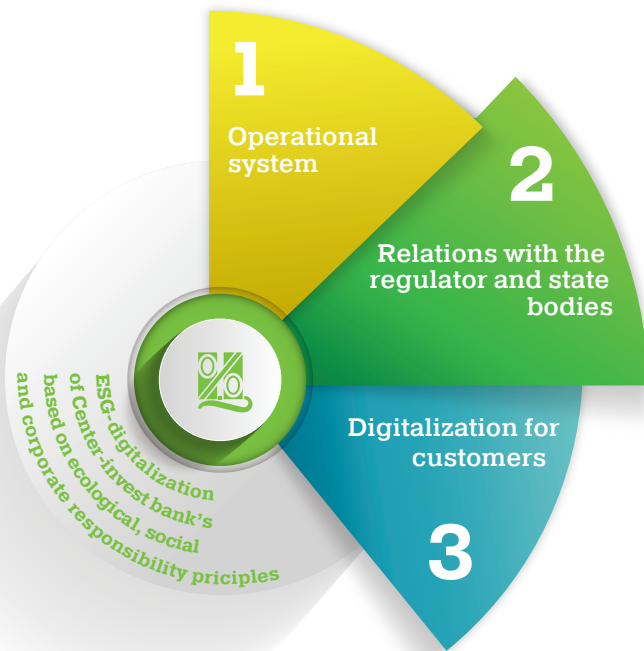 1
Operational
system
2
Relations with the
regulator and state
bodies
Digitalization for
customers
3
ESG-digitalization
of Center-invest bank's
based on ecological, social
and corporate responsibility priciples